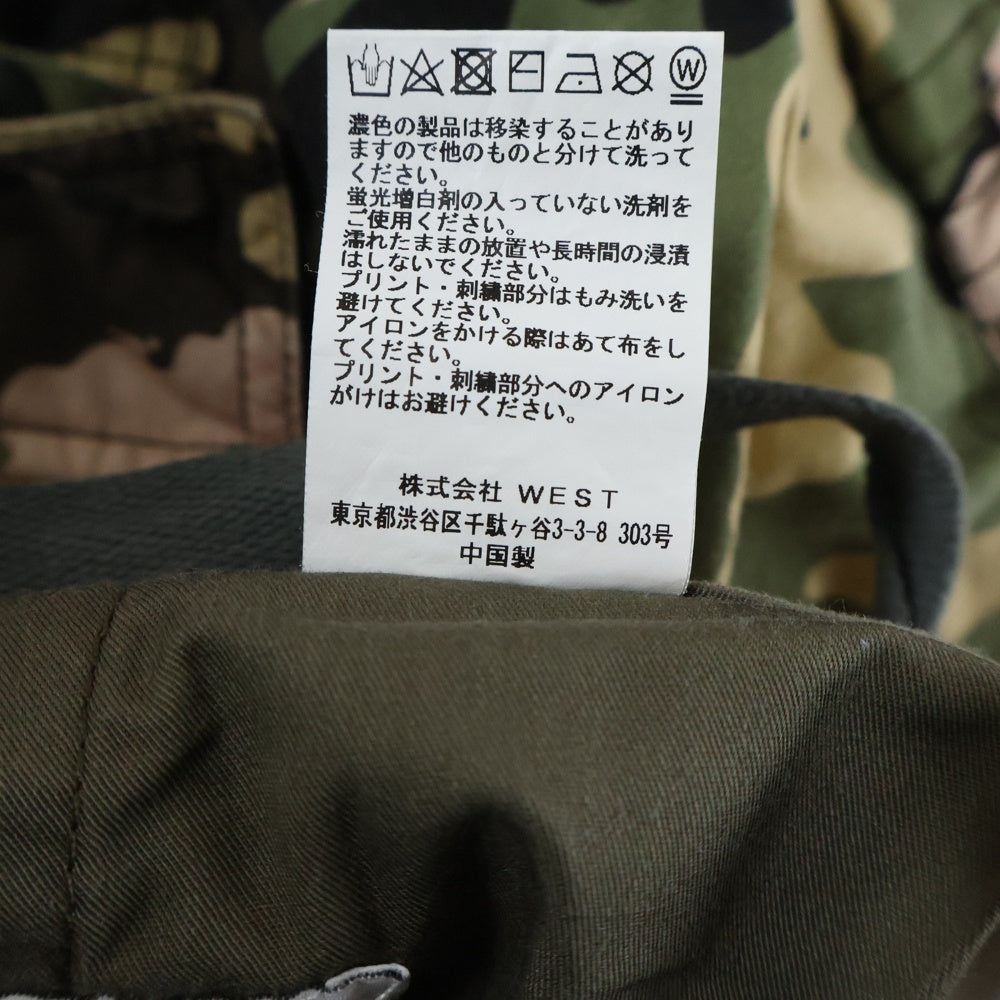 W
濃色の製品は移染することがあり
ますので他のものと分けて洗って
ください。
蛍光増白剤の入っていない洗剤を
ご使用ください。
濡れたままの放置や長時間の浸漬
はしないでください。
プリント・刺繍部分はもみ洗いを
避けてください。
アイロンをかける際はあて布をし
てください。
プリント・刺繍部分へのアイロン
がけはお避けください。
株式会社 WEST
東京都渋谷区千駄ヶ谷3-3-8 303号
中国製